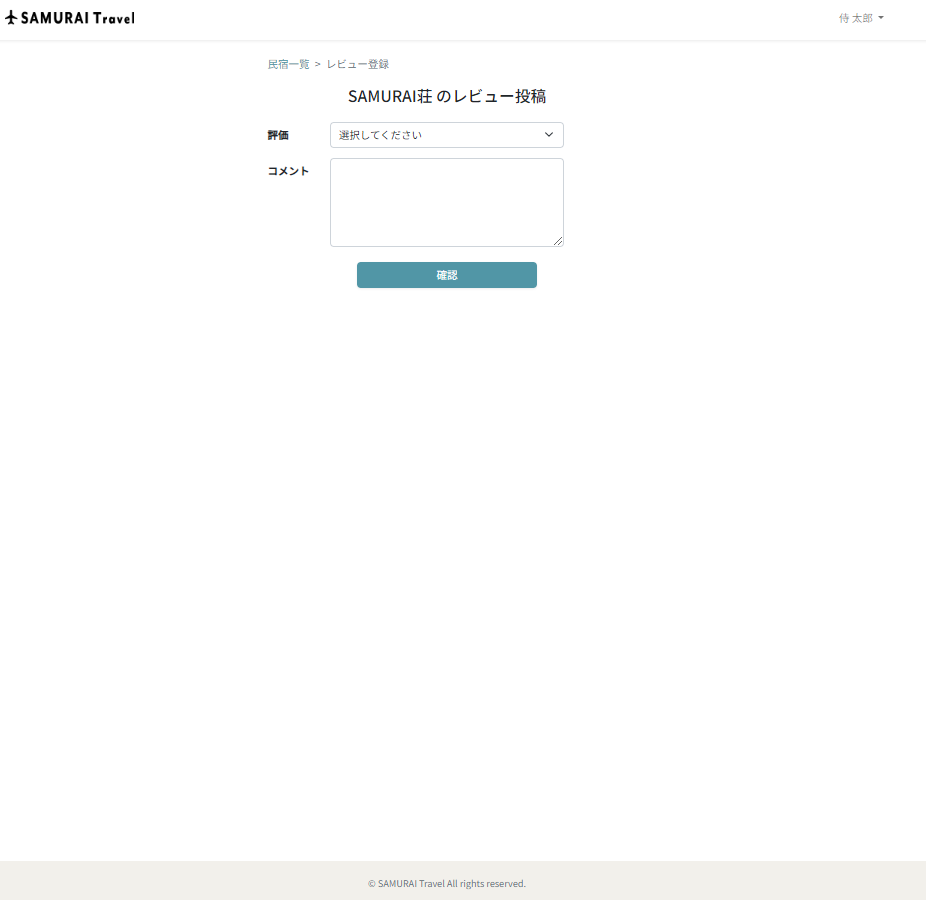 SAMURAI Travel
侍 太郎
民宿一覧 > レビュー登録
SAMURAI荘 のレビュー投稿
評価
選択してください
コメント
確認
© SAMURAI Travel All rights reserved.